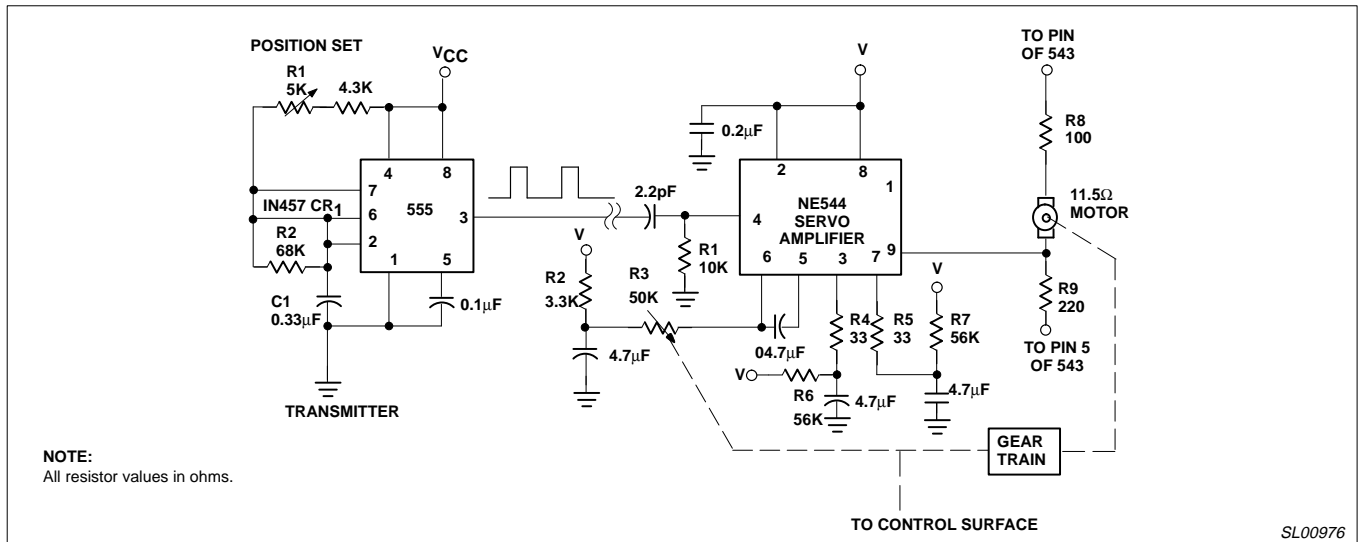 POSITION SET
R1
5K
4.3K
VCC
4
8
7
6
2
555
3
1
5
IN457 CR1
R2
68K
C1
0.33µF
0.1µF
TRANSMITTER
2.2pF
R1
10K
V
R2
3.3K
R3
50K
4.7µF
V
0.2µF
2
8
1
4
NE544
SERVO
AMPLIFIER
9
6
5
3
7
04.7µF
R4
33
R5
33
V
R7
56K
V
R6
56K
4.7µF
4.7µF
TO PIN
OF 543
R8
100
11.5Ω
MOTOR
R9
220
TO PIN 5
OF 543
GEAR
TRAIN
TO CONTROL SURFACE
NOTE:
All resistor values in ohms.
SL00976